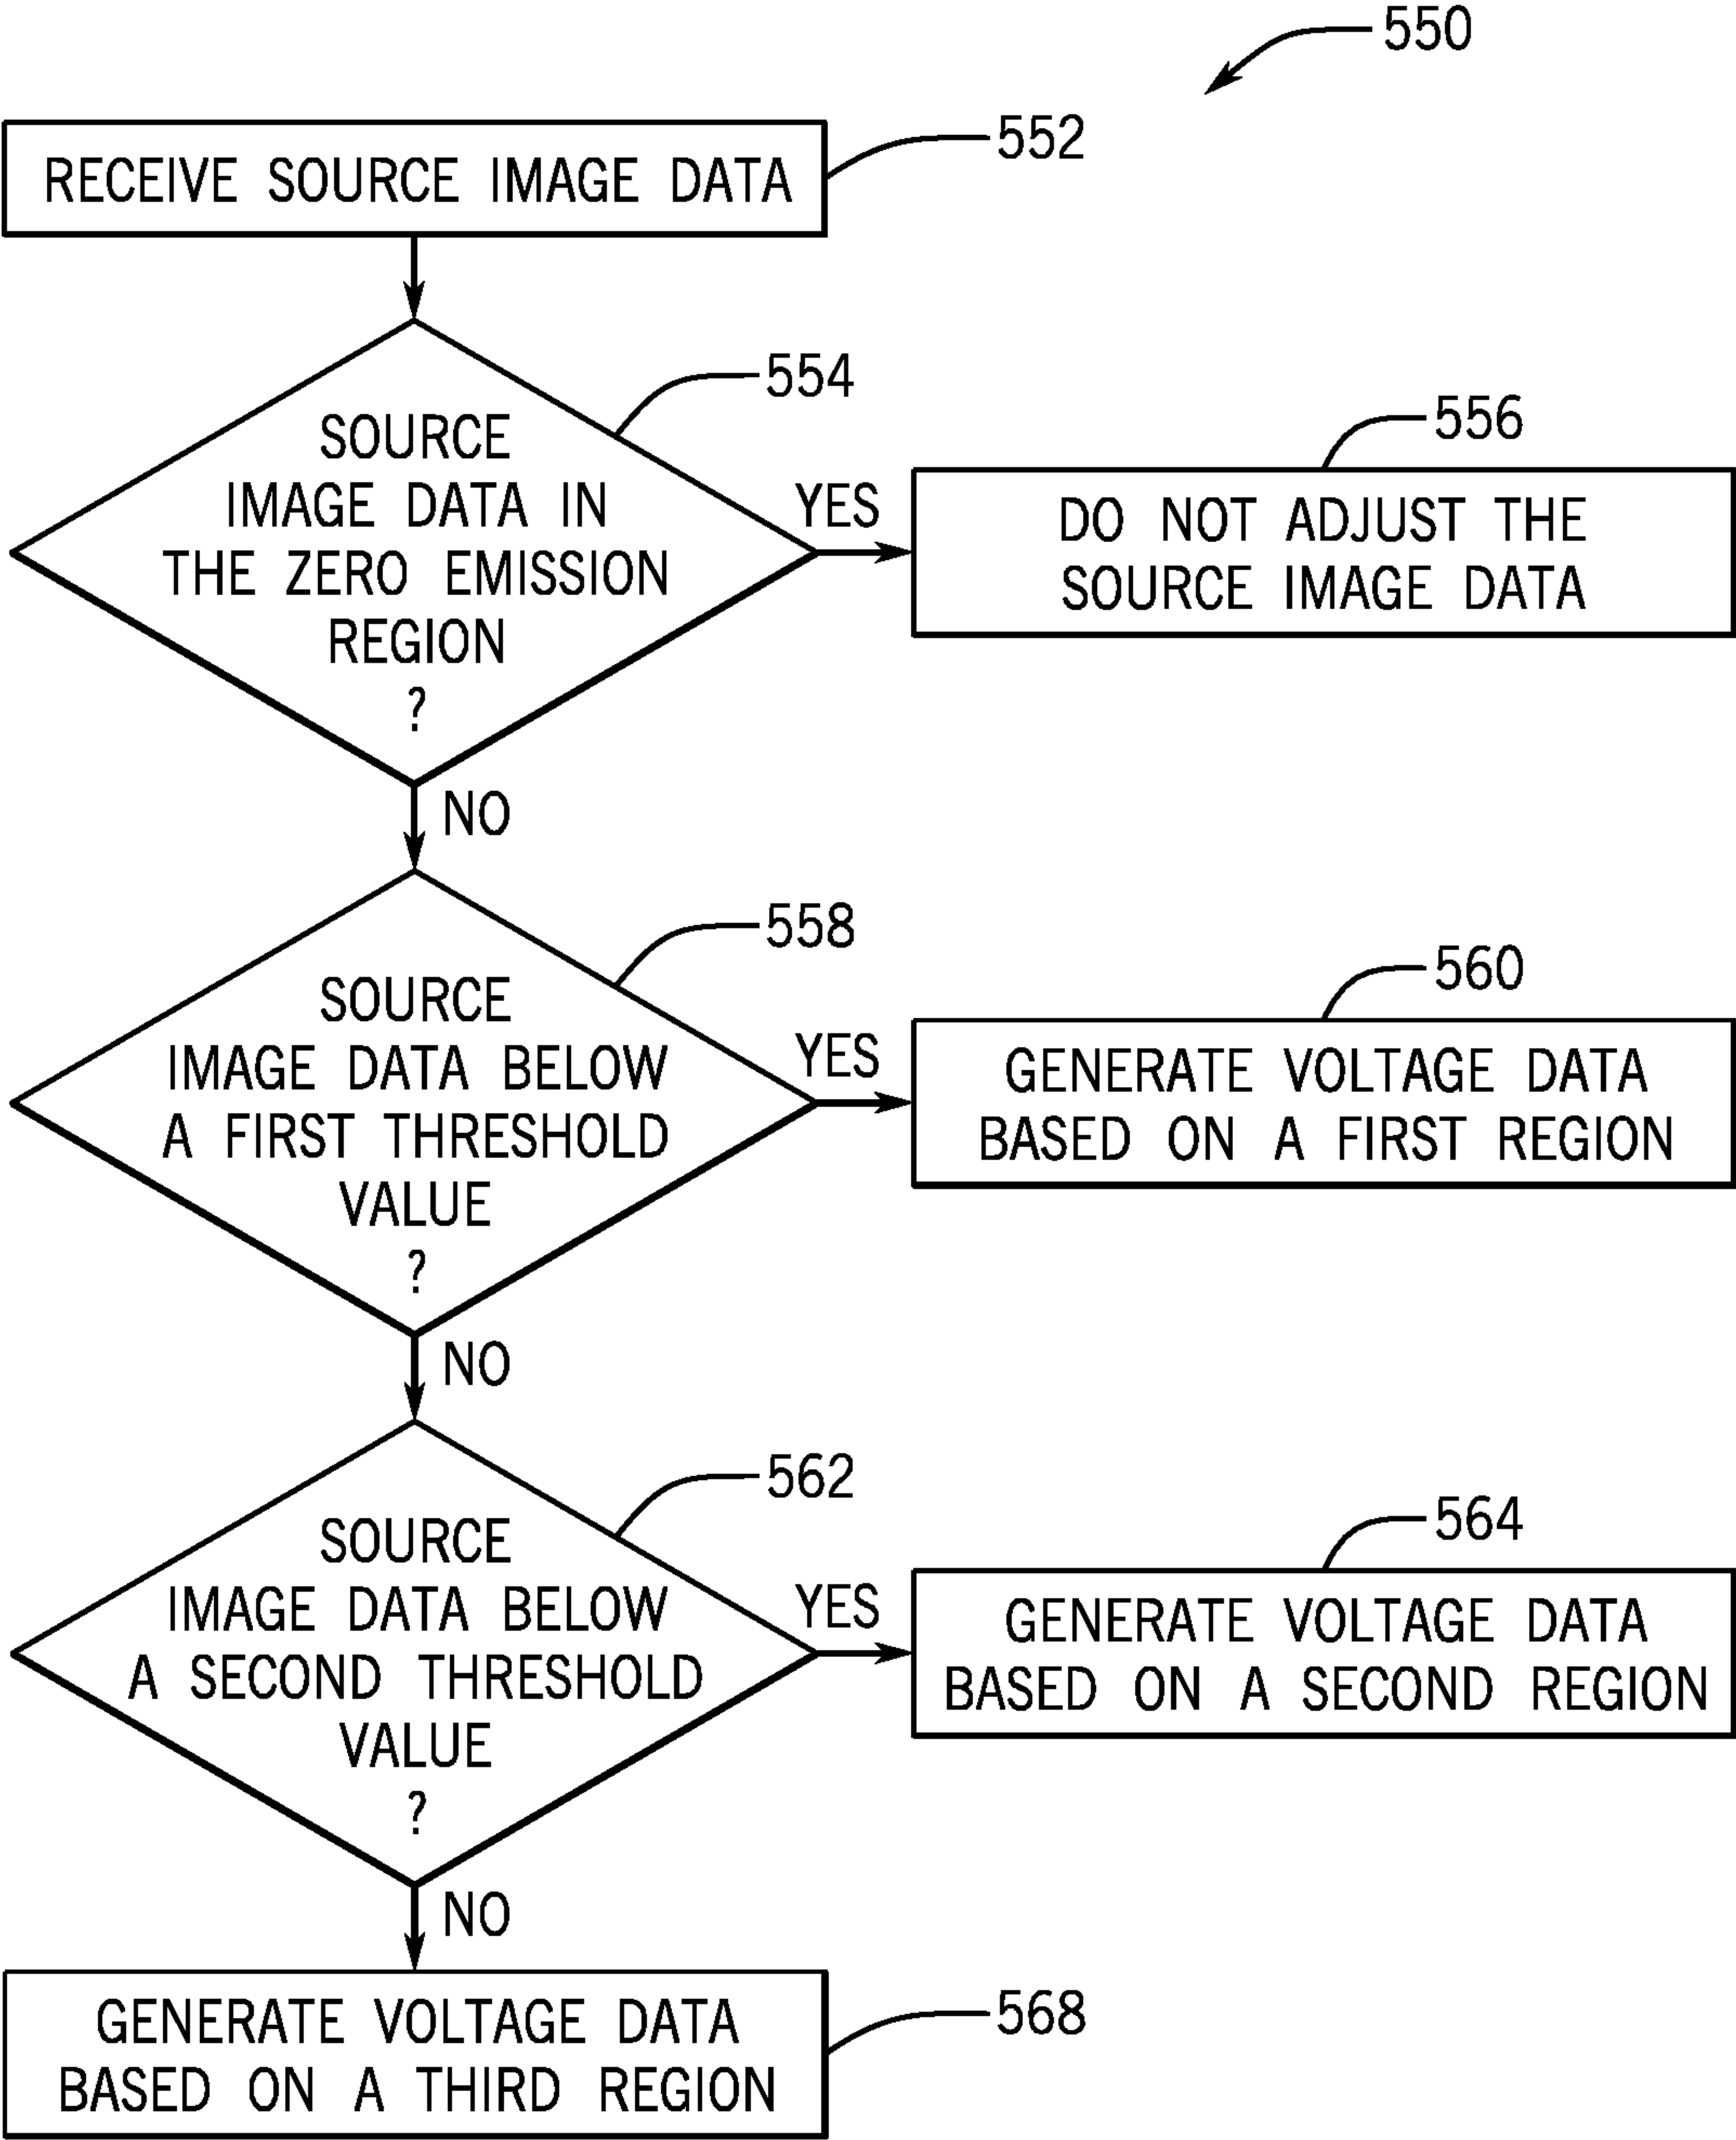 550
552
RECEIVE SOURCE IMAGE DATA
554
SOURCE
IMAGE DATA IN
THE ZERO EMISSION
REGION
?
YES
556
DO NOT ADJUST THE
SOURCE IMAGE DATA
NO
558
SOURCE
IMAGE DATA BELOW
A FIRST THRESHOLD
VALUE
?
YES
560
GENERATE VOLTAGE DATA
BASED ON A FIRST REGION
NO
562
SOURCE
IMAGE DATA BELOW
A SECOND THRESHOLD
VALUE
?
YES
564
GENERATE VOLTAGE DATA
BASED ON A SECOND REGION
NO
568
GENERATE VOLTAGE DATA
BASED ON A THIRD REGION